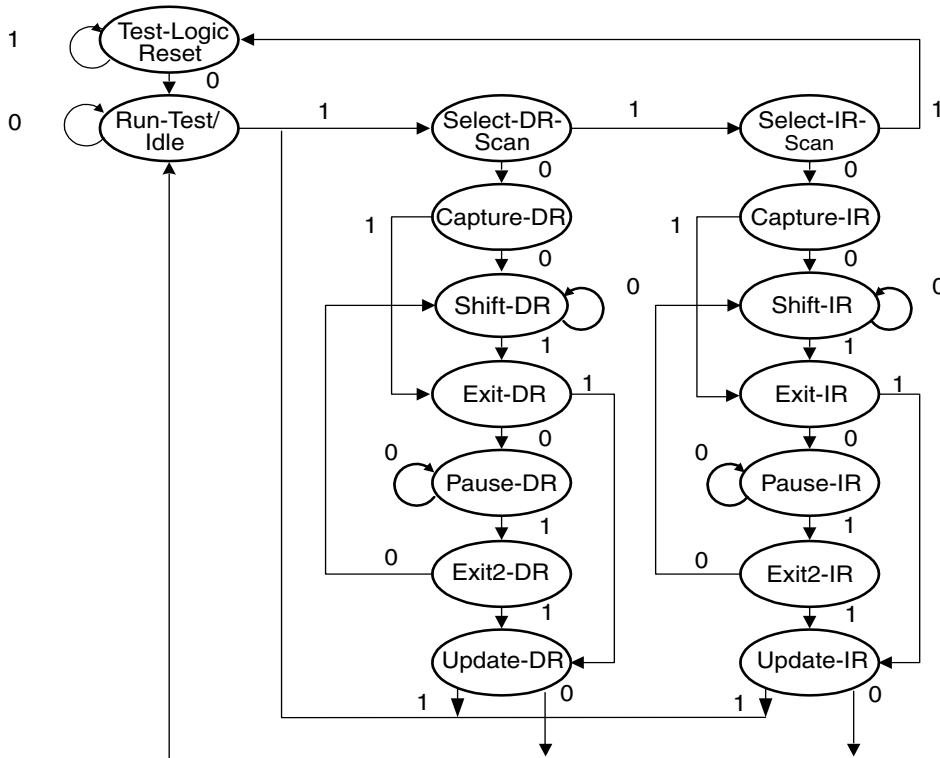 1
Test-Logic
Reset
0
0
Run-Test/
Idle
1
Select-DR-
Scan
1
Select-IR-
Scan
1
0
0
1
Capture-DR
1
Capture-IR
0
0
Shift-DR
0
Shift-IR
0
1
1
Exit-DR
1
Exit-IR
1
0
0
0
0
Pause-DR
Pause-IR
1
1
0
Exit2-DR
0
Exit2-IR
1
1
Update-DR
Update-IR
1
0
1
0